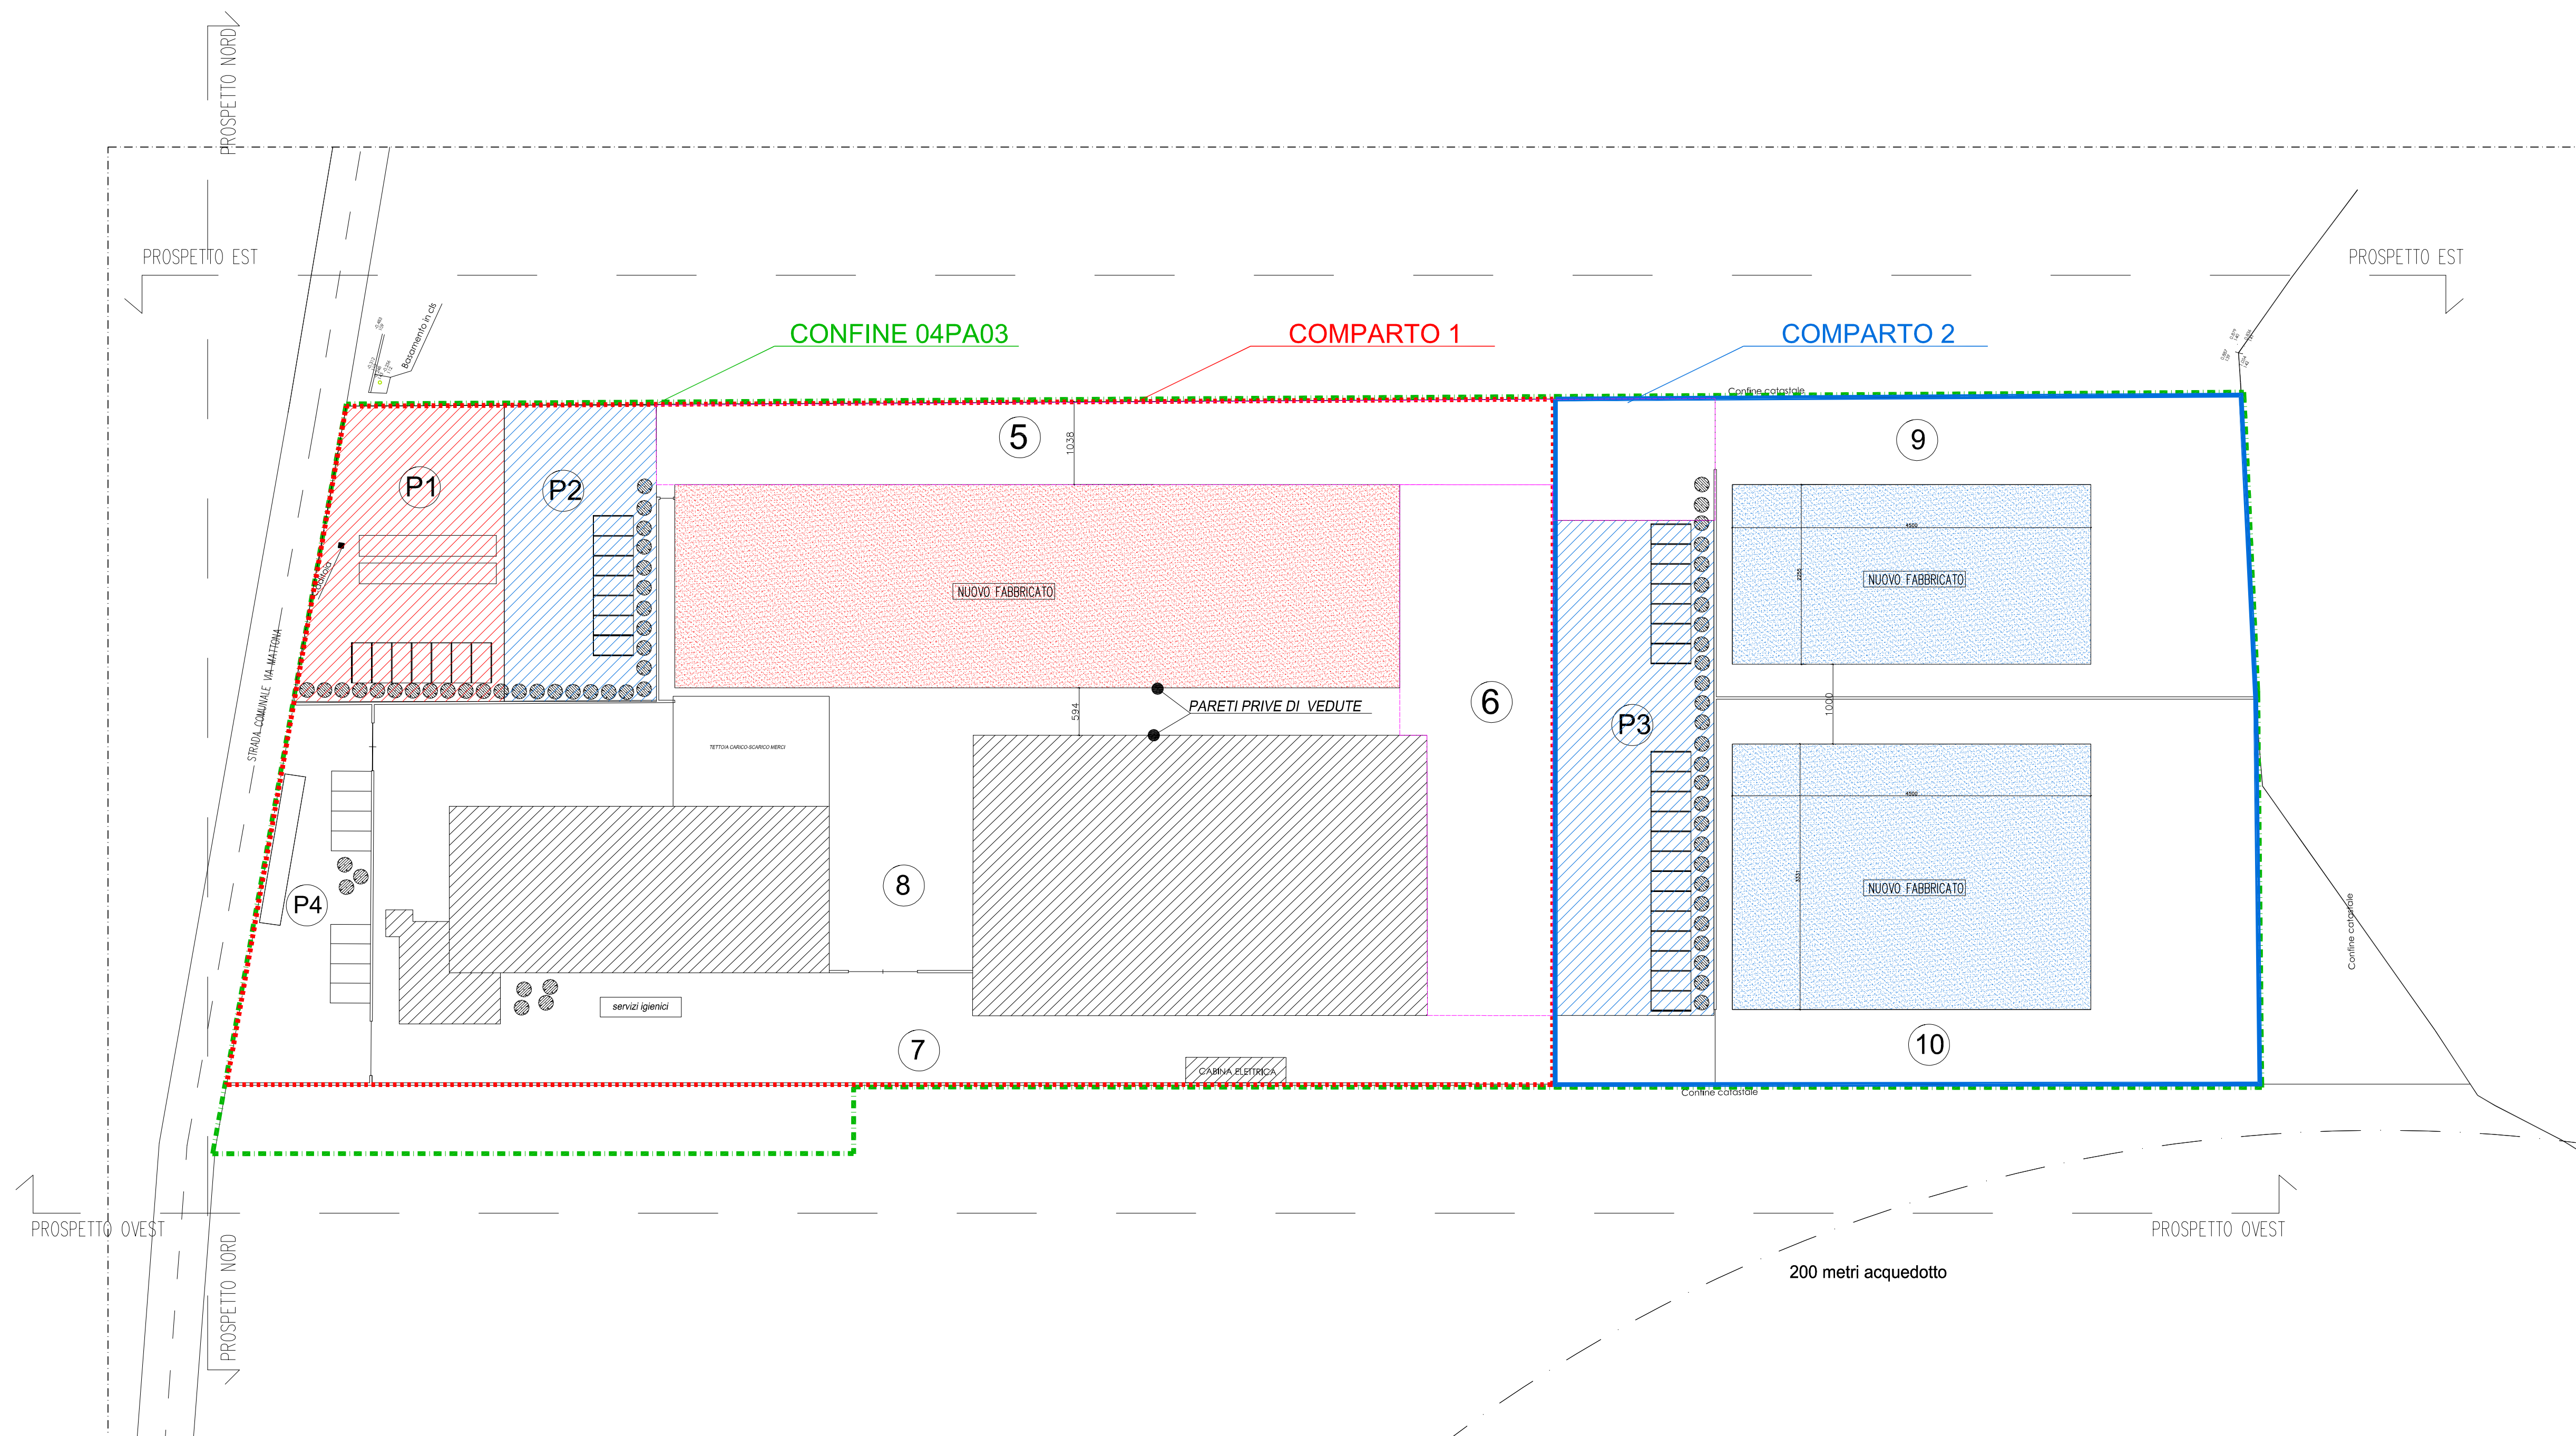 PROSPETTO NORD
PROSPETTO EST
PROSPETTO EST
Basamento in cls
CONFINE 04PA03
COMPARTO 1
COMPARTO 2
Confine catastale
5
1038
9
P1
P2
4500
NUOVO FABBRICATO
NUOVO FABBRICATO
STRADA COMUNALE VIA MATTONA
594
PARETI PRIVE DI VEDUTE
6
P3
1000
TETTOIA CARICO-SCARICO MERCI
4500
8
P4
3331
NUOVO FABBRICATO
Confine catastale
servizi igienici
7
10
CABINA ELETTRICA
Confine catastale
PROSPETTO OVEST
PROSPETTO OVEST
PROSPETTO NORD
200 metri acquedotto